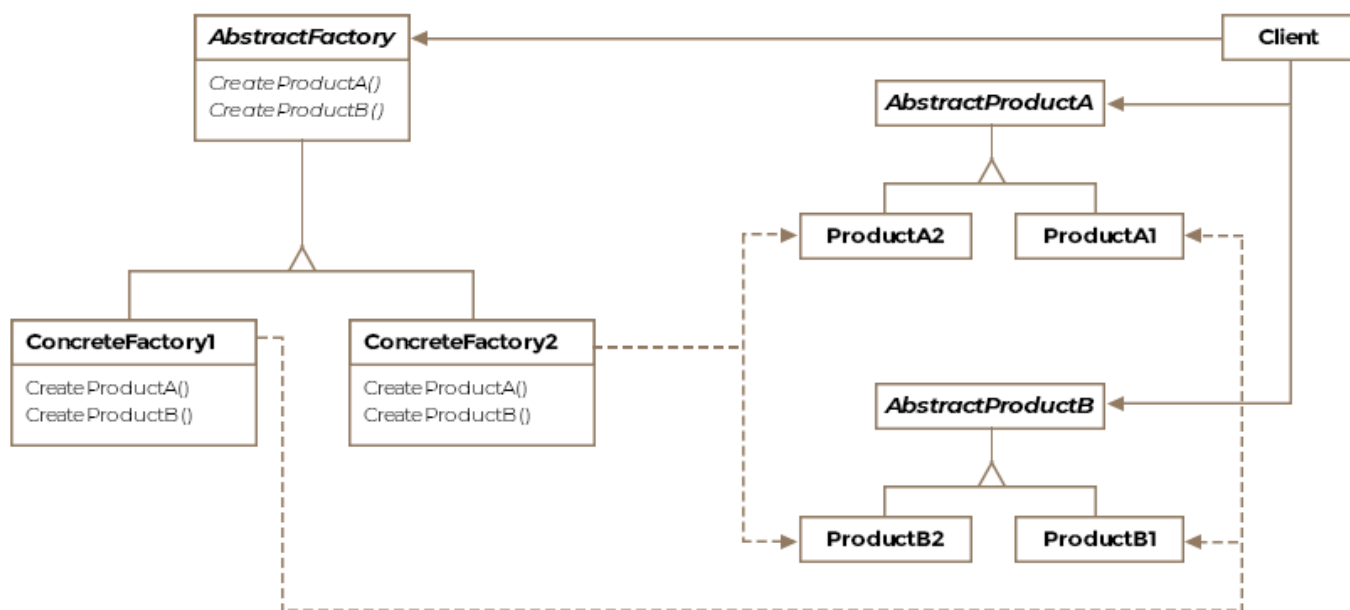 AbstractFactory
CreateProductA()
CreateProductB()
Client
AbstractProductA
ProductA2
ProductA1
ConcreteFactory1
CreateProductA()
CreateProductB()
ConcreteFactory2
CreateProductA()
CreateProductB()
AbstractProductB
ProductB2
ProductB1